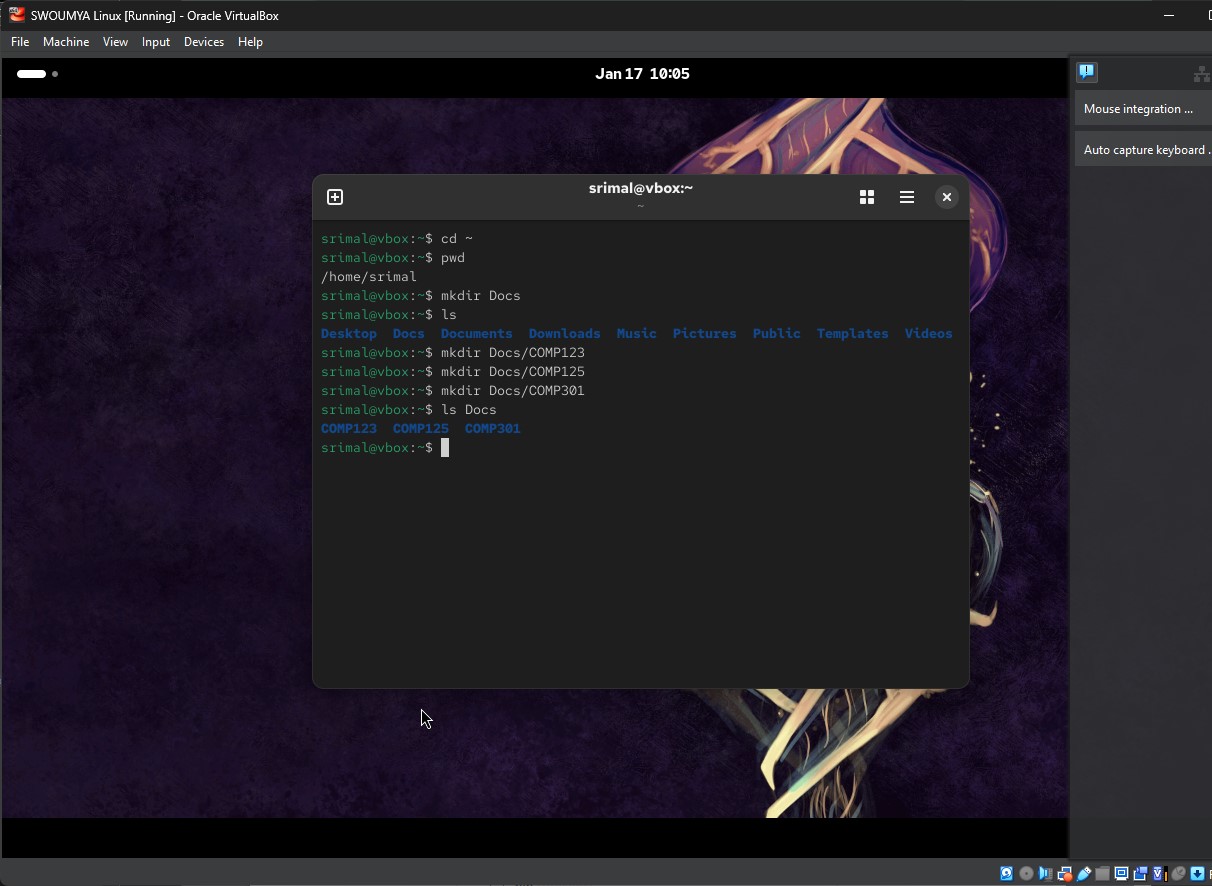 SWOUMYA Linux [Running] - Oracle VirtualBox
File Machine View Input Devices Help
Jan 17 10:05
Mouse integration ...
Auto capture keyboard .
srimal@vbox:~
~
srimal@vbox:~$ cd ~
srimal@vbox:~$ pwd
/home/srimal
srimal@vbox:~$ mkdir Docs
srimal@vbox:~$ ls
Desktop Docs Documents Downloads Music Pictures Public Templates Videos
srimal@vbox:~$ mkdir Docs/COMP123
srimal@vbox:~$ mkdir Docs/COMP125
srimal@vbox:~$ mkdir Docs/COMP301
srimal@vbox:~$ ls Docs
COMP123 COMP125 COMP301
srimal@vbox:~$